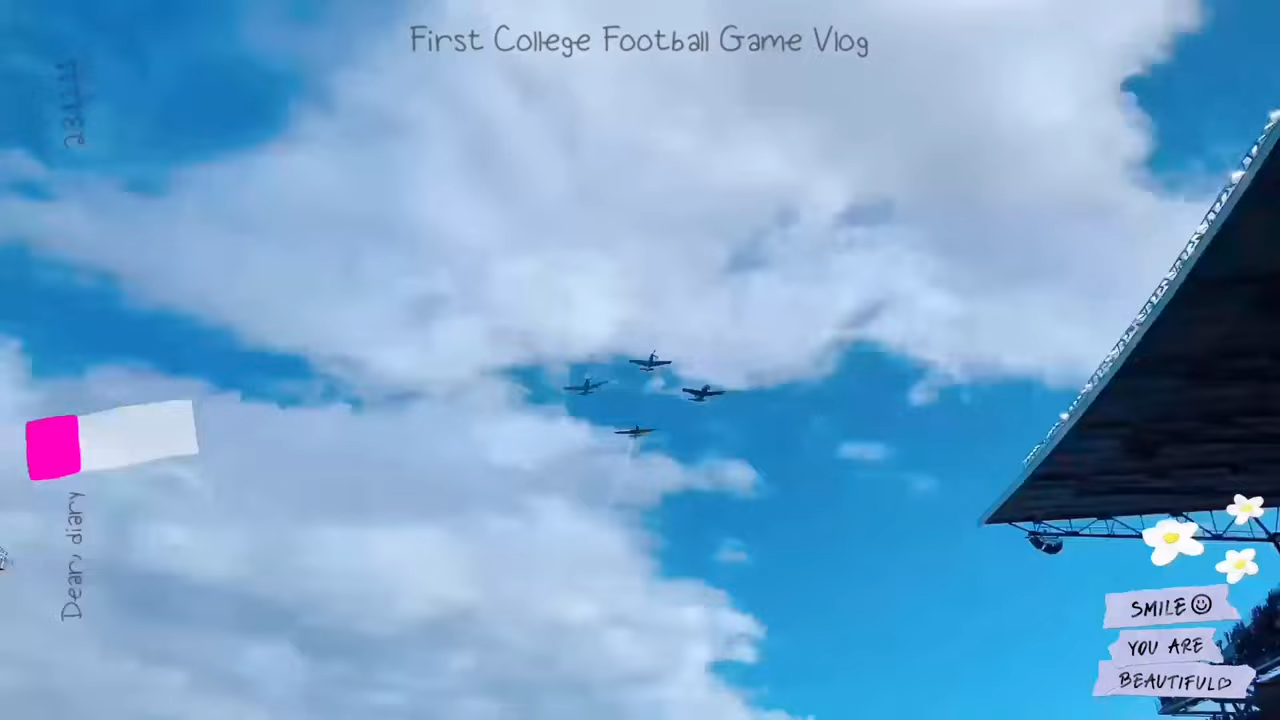 First College Football Game Vlog
Dear, diary
SMILE☺
YOU ARE
BEAUTIFUL♡